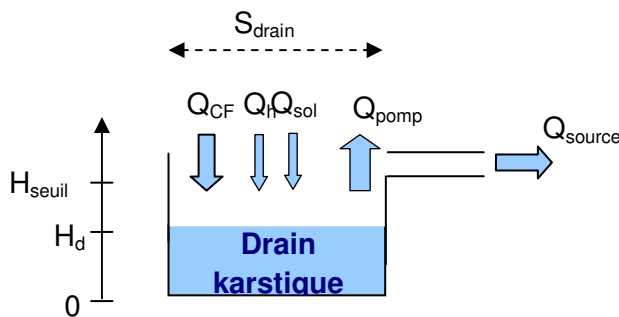 S_drain
Q_CF Q_h Q_sol Q_pomp
Q_source
H_seuil
H_d
Drain
karstique
0